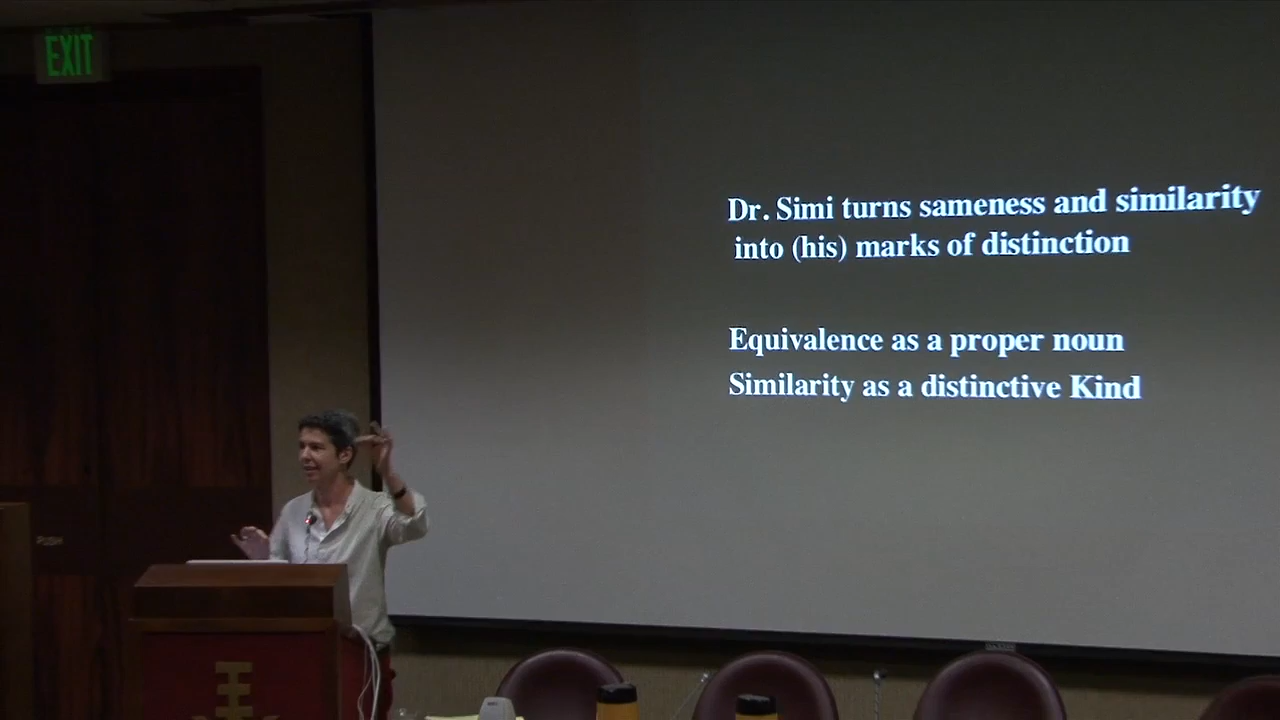 EXIT
Dr. Simi turns sameness and similarity
into (his) marks of distinction
Equivalence as a proper noun
Similarity as a distinctive Kind
PUSH